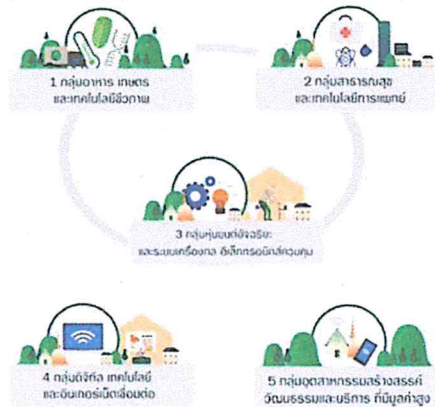 1 กลุ่มอาหาร เกษตร
และเทคโนโลยีชีวภาพ
2 กลุ่มสาธารณสุข
และเทคโนโลยีการแพทย์
3 กลุ่มหุ่นยนต์อัจฉริยะ
และระบบเครื่องกล อิเล็กทรอนิกส์ควบคุม
4 กลุ่มดิจิทัล เทคโนโลยี
และอินเทอร์เน็ตเชื่อมต่อ
5 กลุ่มอุตสาหกรรมสร้างสรรค์
วัฒนธรรมและบริการ ที่มีมูลค่าสูง